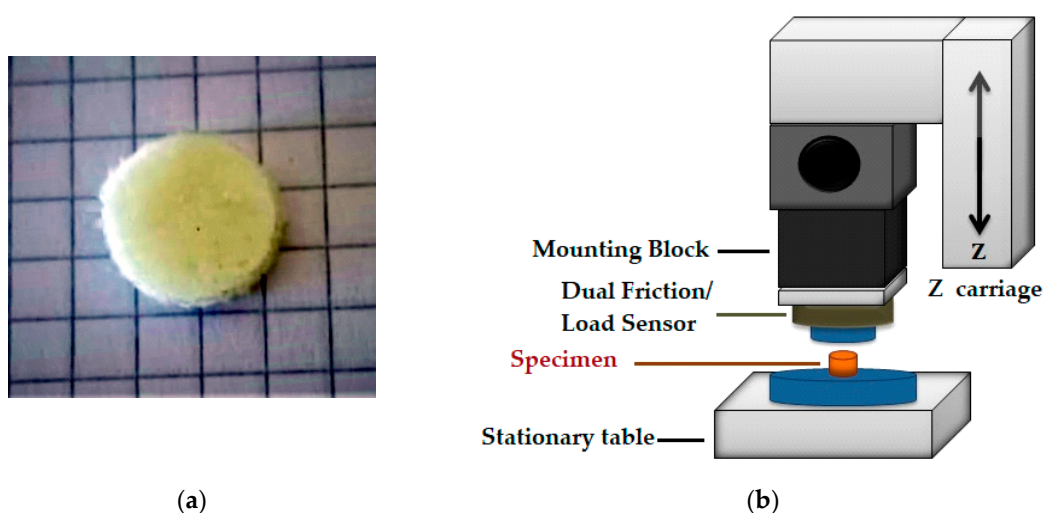 Mounting Block
Dual Friction/
Load Sensor
Specimen
Stationary table
Z
Z carriage
(a)
(b)